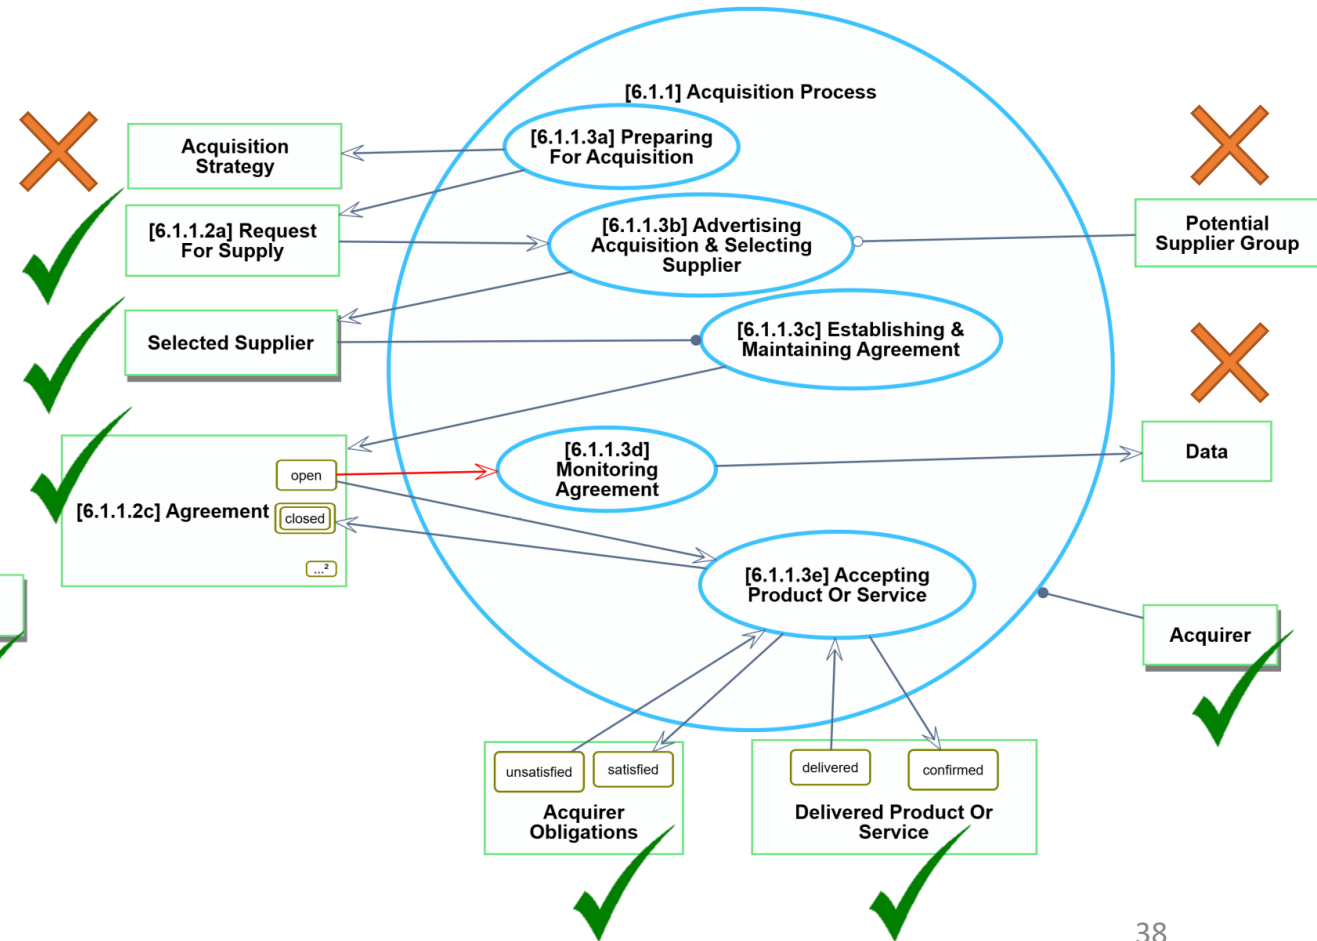 [6.1.1] Acquisition Process
[6.1.1.3a] Preparing
For Acquisition
Acquisition
Strategy
[6.1.1.2a] Request
For Supply
[6.1.1.3b] Advertising
Acquisition & Selecting
Supplier
Potential
Supplier Group
Selected Supplier
[6.1.1.3c] Establishing &
Maintaining Agreement
open
[6.1.1.2c] Agreement
closed
...²
[6.1.1.3d]
Monitoring
Agreement
Data
[6.1.1.3e] Accepting
Product Or Service
Acquirer
unsatisfied
satisfied
Acquirer
Obligations
delivered
confirmed
Delivered Product Or
Service
38